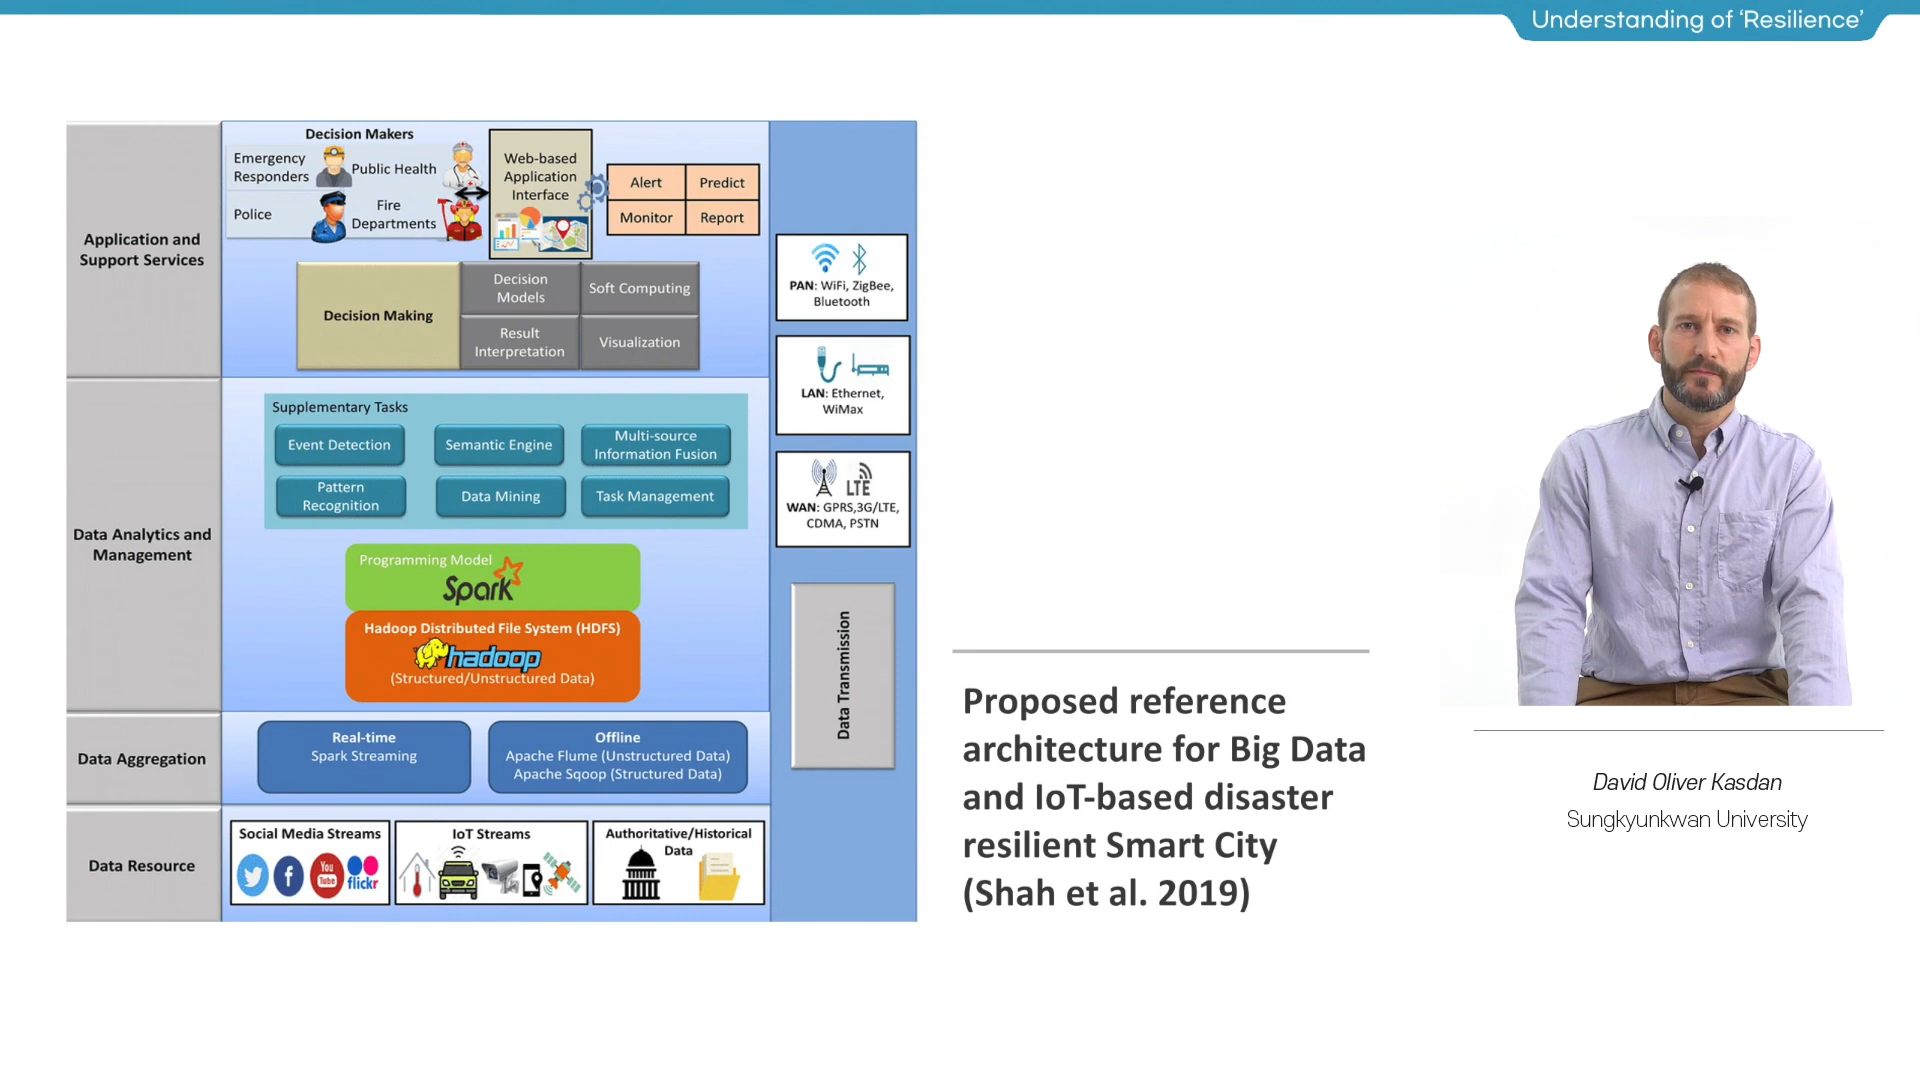 Understanding of ‘Resilience’
Decision Makers
Emergency
Responders
Public Health
Police
Fire
Departments
Web-based
Application
Interface
Alert
Predict
Monitor
Report
Application and
Support Services
Decision Making
Decision
Models
Soft Computing
Result
Interpretation
Visualization
PAN: WiFi, ZigBee,
Bluetooth
LAN: Ethernet,
WiMax
LTE
WAN: GPRS,3G/LTE,
CDMA, PSTN
Data Transmission
Data Analytics and
Management
Supplementary Tasks
Event Detection
Semantic Engine
Multi-source
Information Fusion
Pattern
Recognition
Data Mining
Task Management
Programming Model
Spark
Hadoop Distributed File System (HDFS)
hadoop
(Structured/Unstructured Data)
Data Aggregation
Real-time
Spark Streaming
Offline
Apache Flume (Unstructured Data)
Apache Sqoop (Structured Data)
Data Resource
Social Media Streams
You
Tube
flickr
IoT Streams
Authoritative/Historical
Data
Proposed reference
architecture for Big Data
and IoT-based disaster
resilient Smart City
(Shah et al. 2019)
David Oliver Kasdan
Sungkyunkwan University